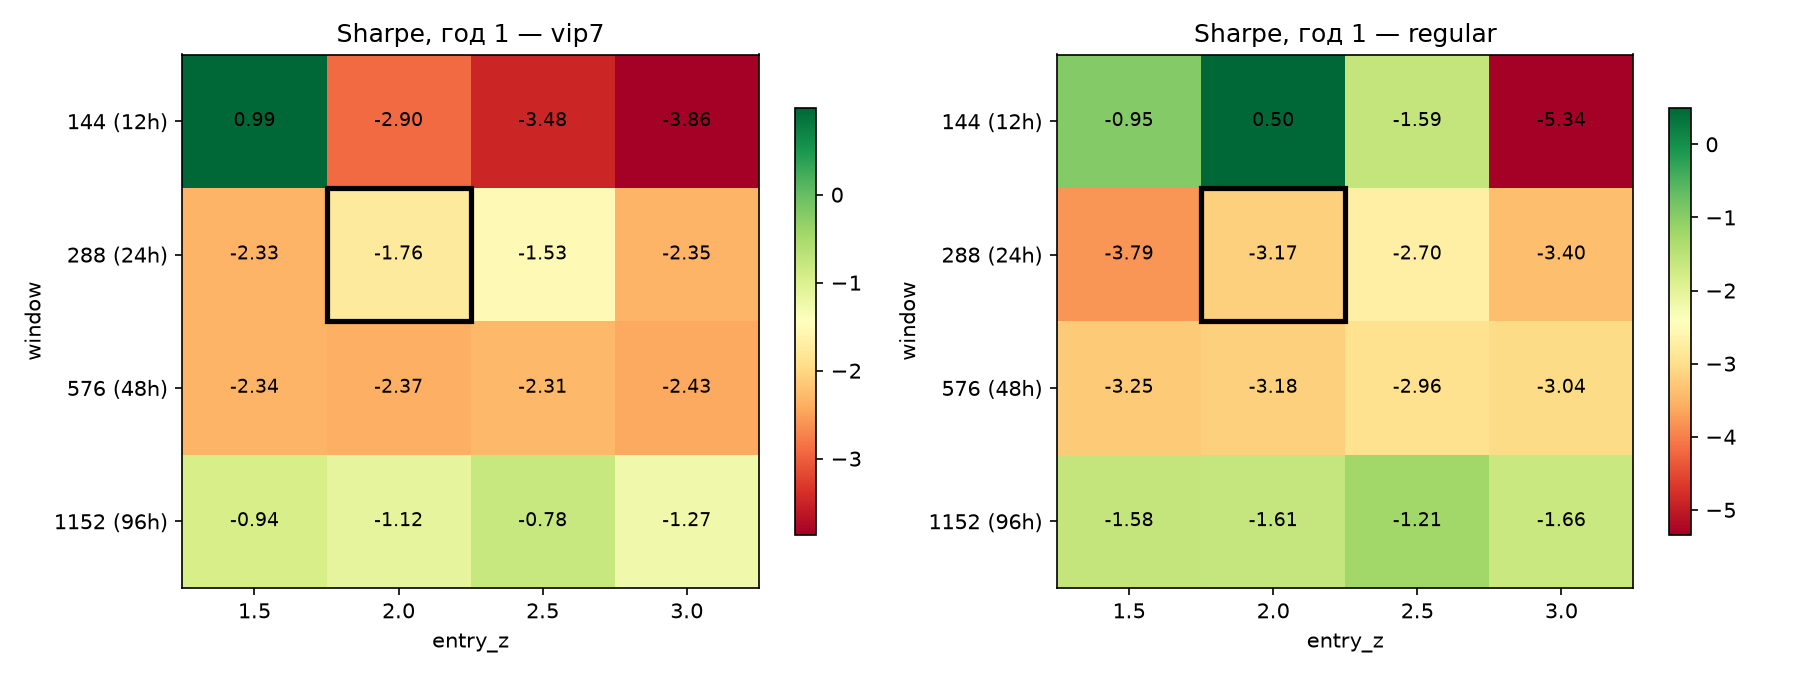 Sharpe, год 1 — vip7
144 (12h) 0.99 -2.90 -3.48 -3.86
288 (24h) -2.33 -1.76 -1.53 -2.35
576 (48h) -2.34 -2.37 -2.31 -2.43
1152 (96h) -0.94 -1.12 -0.78 -1.27
1.5 2.0 2.5 3.0
entry_z
window
0
−1
−2
−3
Sharpe, год 1 — regular
144 (12h) -0.95 0.50 -1.59 -5.34
288 (24h) -3.79 -3.17 -2.70 -3.40
576 (48h) -3.25 -3.18 -2.96 -3.04
1152 (96h) -1.58 -1.61 -1.21 -1.66
1.5 2.0 2.5 3.0
entry_z
window
0
−1
−2
−3
−4
−5